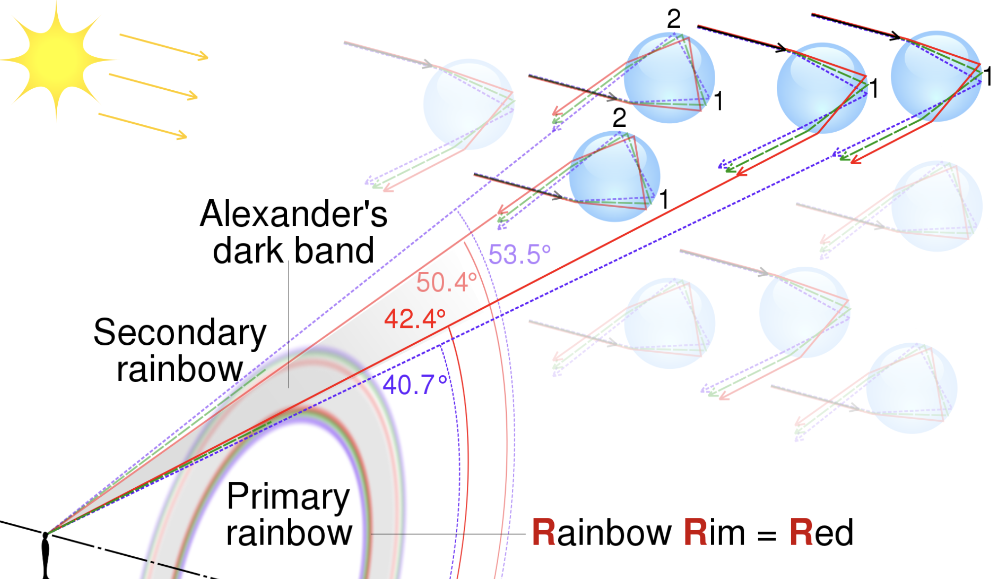 2
1
1
2
1
1
Alexander's
dark band
53.5°
50.4°
42.4°
Secondary
rainbow
40.7°
Primary
rainbow
Rainbow Rim = Red